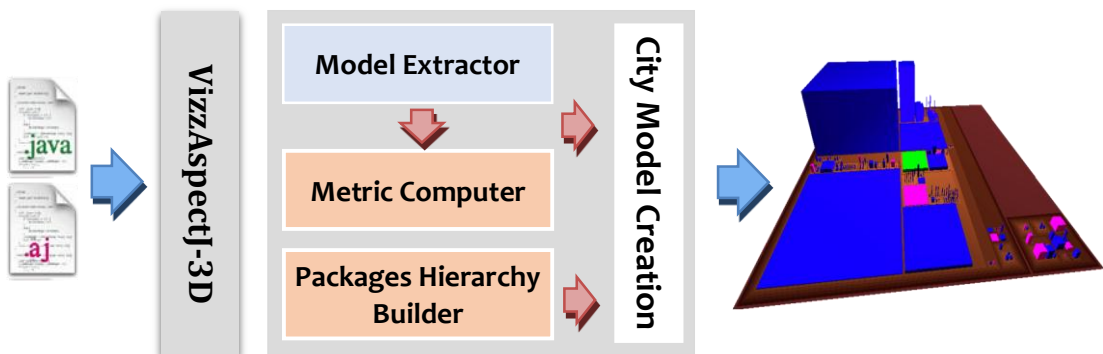 .java
.aj
VizzAspectJ-3D
Model Extractor
Metric Computer
Packages Hierarchy
Builder
City Model Creation